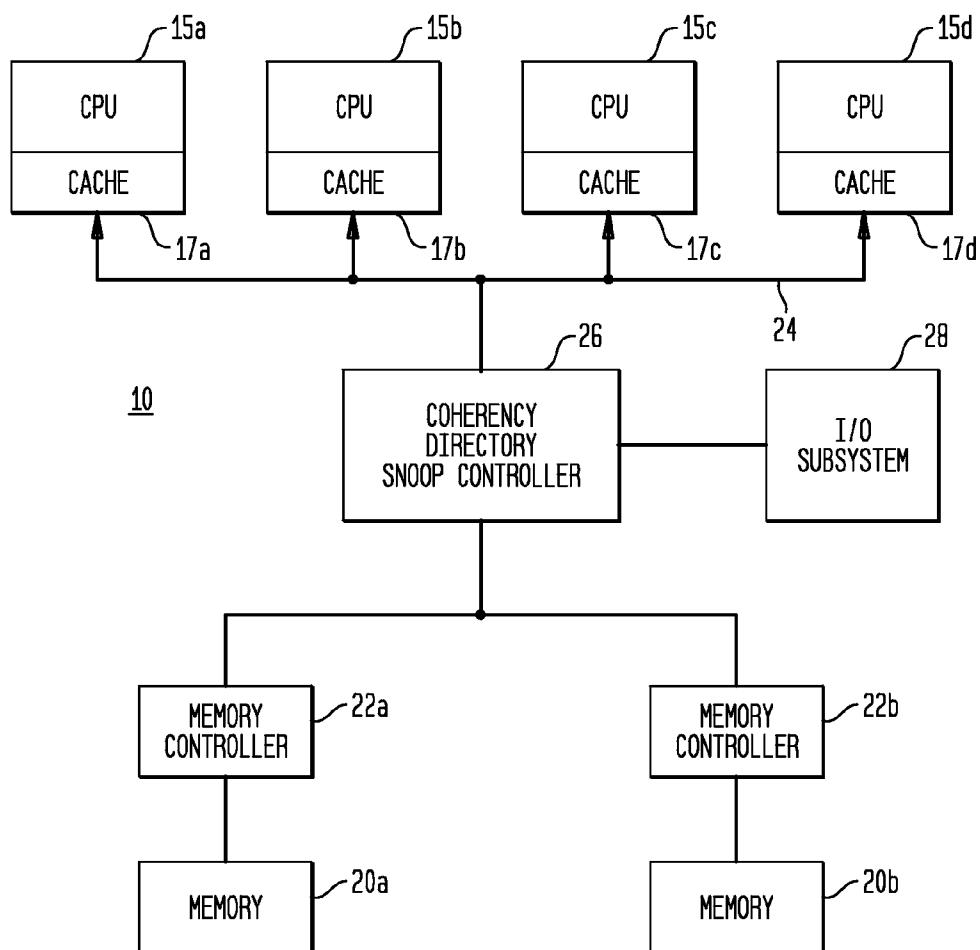 15a
15b
15c
15d
CPU
CPU
CPU
CPU
CACHE
CACHE
CACHE
CACHE
17a
17b
17c
17d
24
26
28
10
COHERENCY
DIRECTORY
SNOOP CONTROLLER
I/O
SUBSYSTEM
22a
22b
MEMORY
CONTROLLER
MEMORY
CONTROLLER
20a
20b
MEMORY
MEMORY